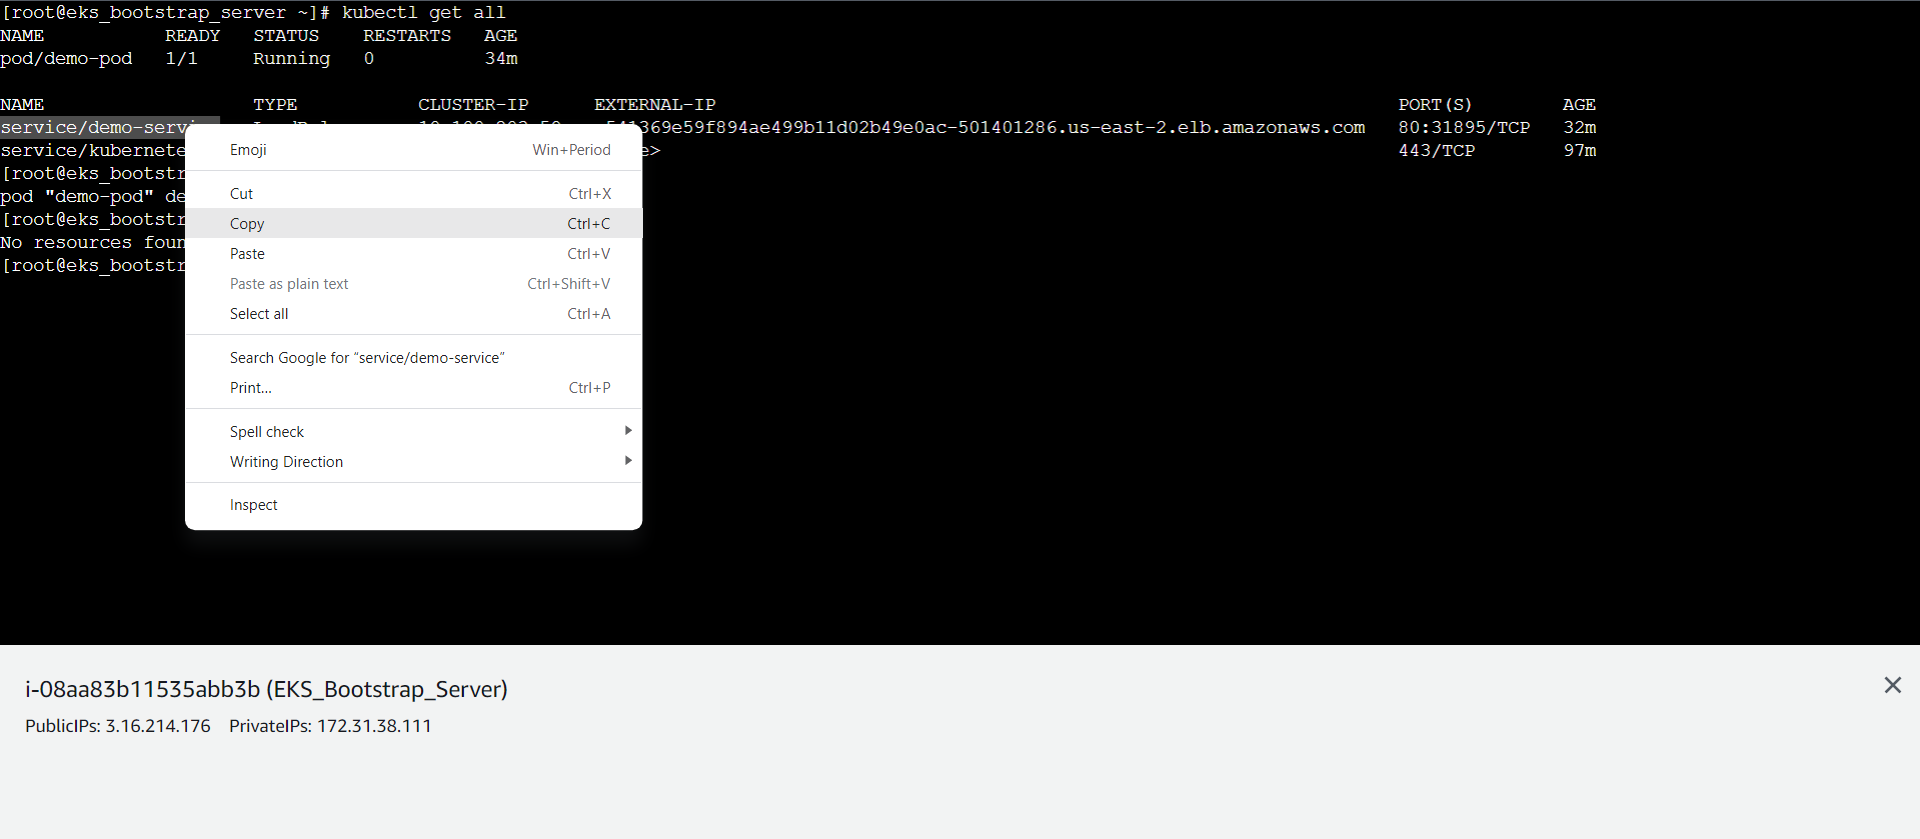 [root@eks_bootstrap_server ~]# kubectl get all
NAME READY STATUS RESTARTS AGE
pod/demo-pod 1/1 Running 0 34m
NAME TYPE CLUSTER-IP EXTERNAL-IP PORT(S) AGE
service/demo-servi 541369e59f894ae499b11d02b49e0ac-501401286.us-east-2.elb.amazonaws.com 80:31895/TCP 32m
service/kubernete e> 443/TCP 97m
[root@eks_bootstr
pod "demo-pod" de
[root@eks_bootstr
No resources foun
[root@eks_bootstr
Emoji Win+Period
Cut Ctrl+X
Copy Ctrl+C
Paste Ctrl+V
Paste as plain text Ctrl+Shift+V
Select all Ctrl+A
Search Google for “service/demo-service”
Print... Ctrl+P
Spell check
Writing Direction
Inspect
i-08aa83b11535abb3b (EKS_Bootstrap_Server)
PublicIPs: 3.16.214.176 PrivateIPs: 172.31.38.111